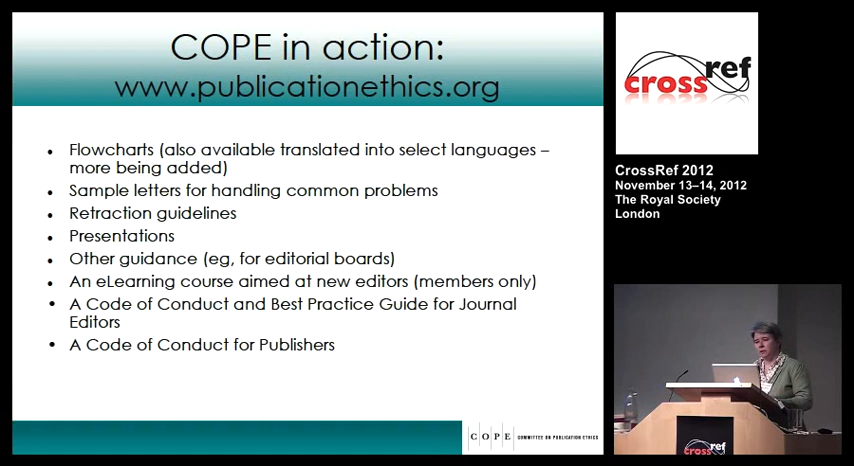 COPE in action:
www.publicationethics.org
• Flowcharts (also available translated into select languages –
more being added)
• Sample letters for handling common problems
• Retraction guidelines
• Presentations
• Other guidance (eg, for editorial boards)
• An eLearning course aimed at new editors (members only)
• A Code of Conduct and Best Practice Guide for Journal
Editors
• A Code of Conduct for Publishers
C O P E COMMITTEE ON PUBLICATION ETHICS
crossref
CrossRef 2012
November 13–14, 2012
The Royal Society
London
crossref